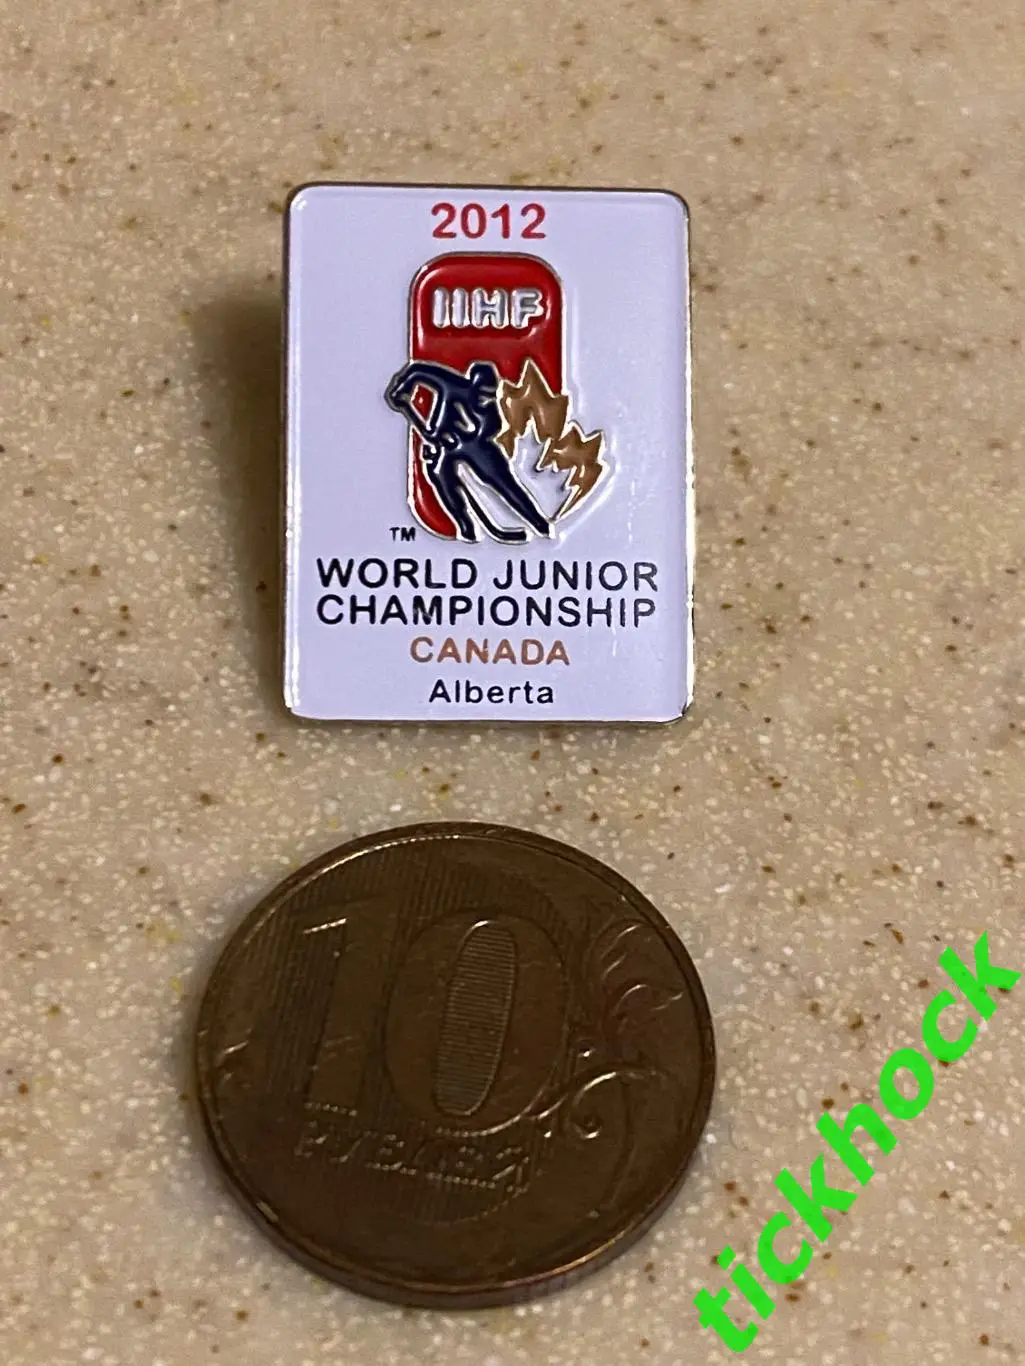 2012
IIHF
TM
WORLD JUNIOR
CHAMPIONSHIP
CANADA
Alberta
10
РУБЛЕЙ
tickhock